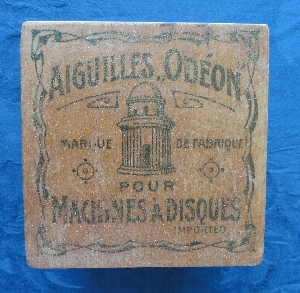 AIGUILLES „ODÉON"
MARQUE DE FABRIQUE
POUR
MACHINES À DISQUES
IMPORTED